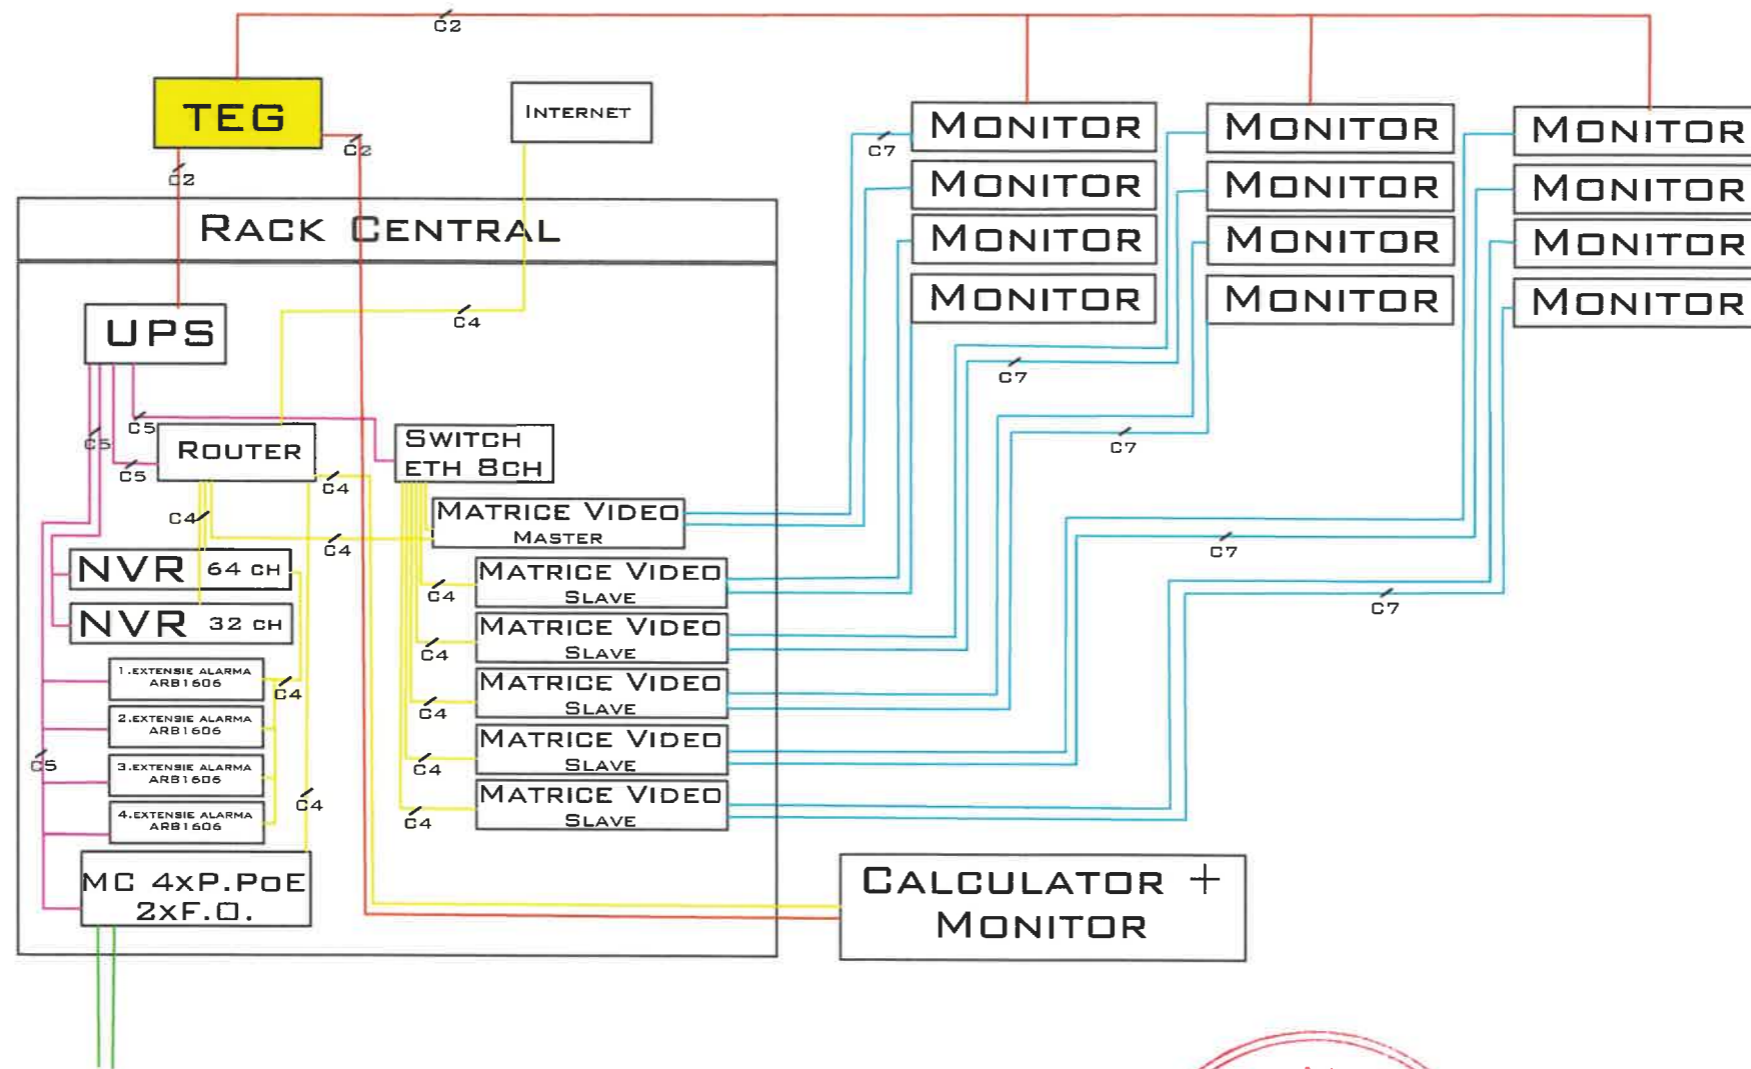 C2
TEG
INTERNET
C2
C2
MONITOR
MONITOR
MONITOR
C7
MONITOR
MONITOR
MONITOR
RACK CENTRAL
MONITOR
MONITOR
MONITOR
MONITOR
MONITOR
MONITOR
UPS
C4
C7
C5
C5
C5
C7
ROUTER
SWITCH
ETH 8CH
C4
C4
C4
MATRICE VIDEO
MASTER
C7
NVR 64 CH
MATRICE VIDEO
SLAVE
C4
C7
NVR 32 CH
MATRICE VIDEO
SLAVE
C4
1.EXTENSIE ALARMA
ARB1606
C4
MATRICE VIDEO
SLAVE
C4
2.EXTENSIE ALARMA
ARB1606
MATRICE VIDEO
SLAVE
C4
C5
3.EXTENSIE ALARMA
ARB1606
C4
MATRICE VIDEO
SLAVE
C4
4.EXTENSIE ALARMA
ARB1606
MC 4xP.PoE
2xF.O.
CALCULATOR +
MONITOR